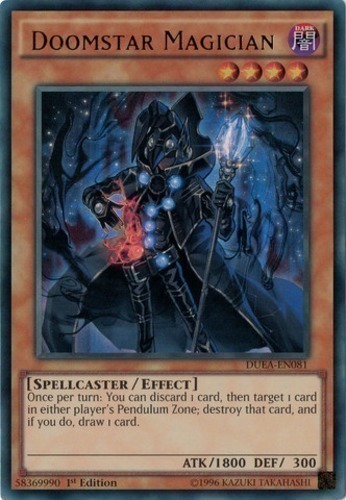 DOOMSTAR MAGICIAN
DARK
闇
DUEA-EN081
[SPELLCASTER / EFFECT]
Once per turn: You can discard 1 card, then target 1 card
in either player's Pendulum Zone; destroy that card, and
if you do, draw 1 card.
ATK/1800 DEF/ 300
58369990 1st Edition ©1996 KAZUKI TAKAHASHI